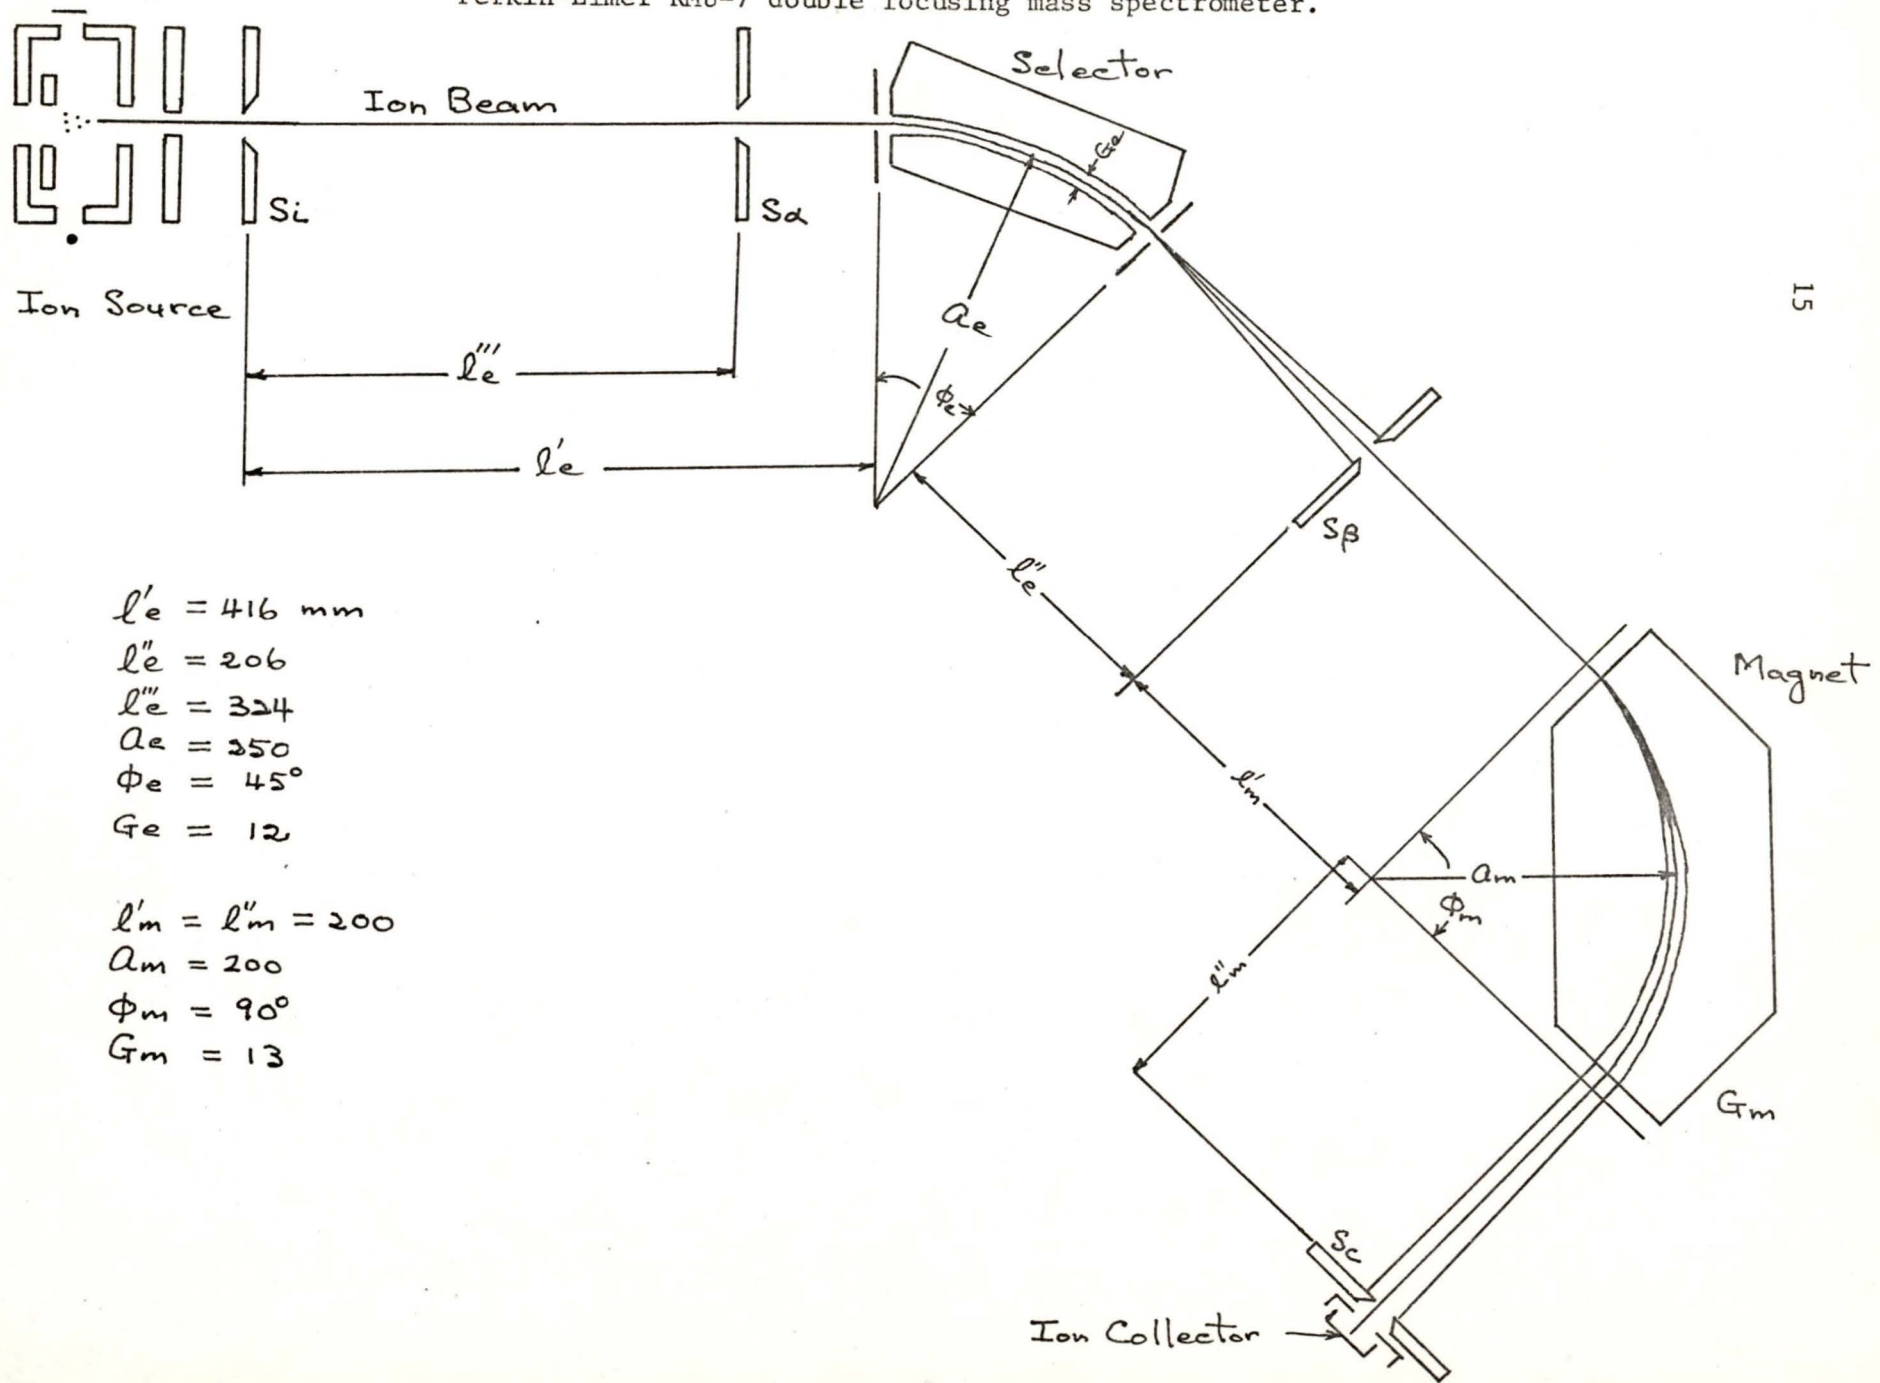 Perkin Elmer RMU-7 double focusing mass spectrometer.
Selector
Ion Beam
Ge
Si
Sα
Ion Source
ae
l'''e
ϕe
l'e
15
Sβ
l''e
l'e = 416 mm
l''e = 206
l'''e = 324
ae = 250
ϕe = 45°
Ge = 12
Magnet
l'm
am
ϕm
l'm = l''m = 200
am = 200
ϕm = 90°
Gm = 13
l''m
Gm
Sc
Ion Collector